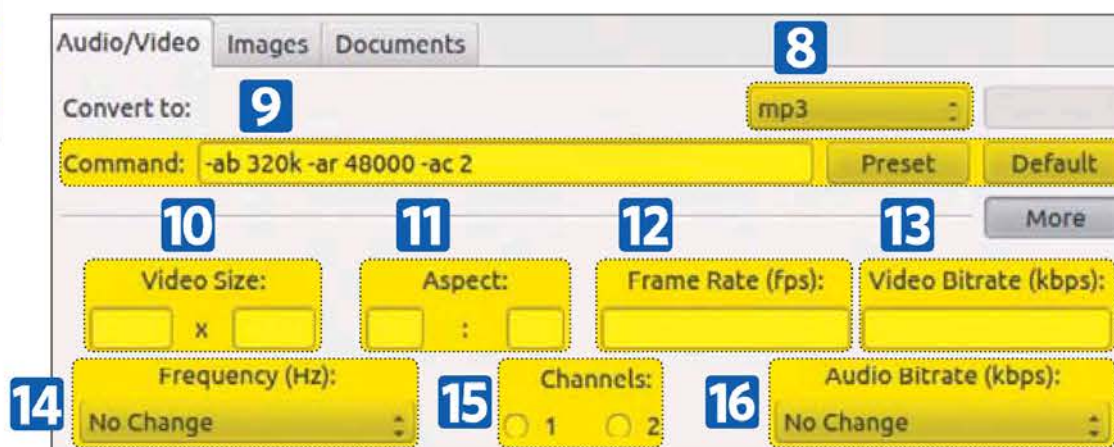 Audio/Video Images Documents
8
Convert to:
9
mp3
Command: -ab 320k -ar 48000 -ac 2 Preset Default
More
10 11 12 13
Video Size: Aspect: Frame Rate (fps): Video Bitrate (kbps):
x :
Frequency (Hz): Channels: Audio Bitrate (kbps):
14 No Change 15 1 2 16 No Change